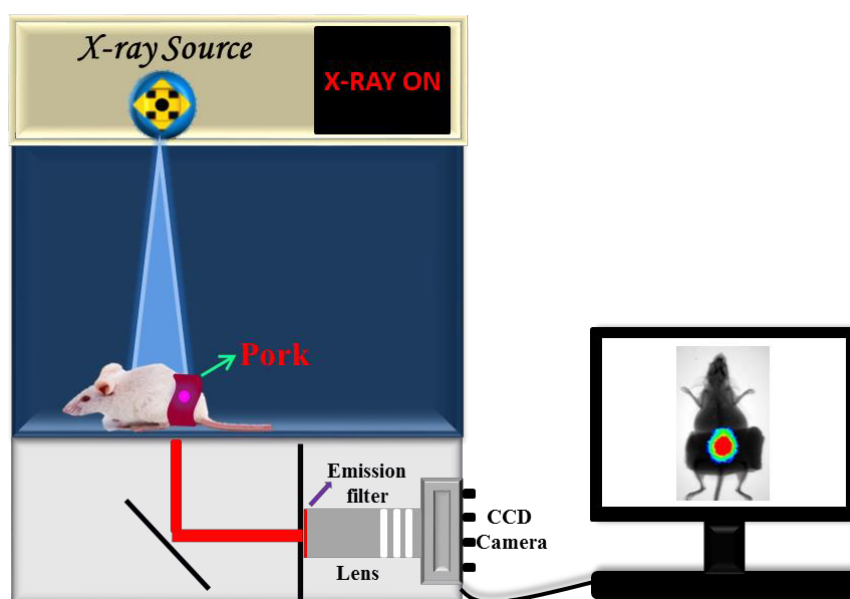 X-ray Source
X-RAY ON
Pork
Emission
filter
CCD
Camera
Lens